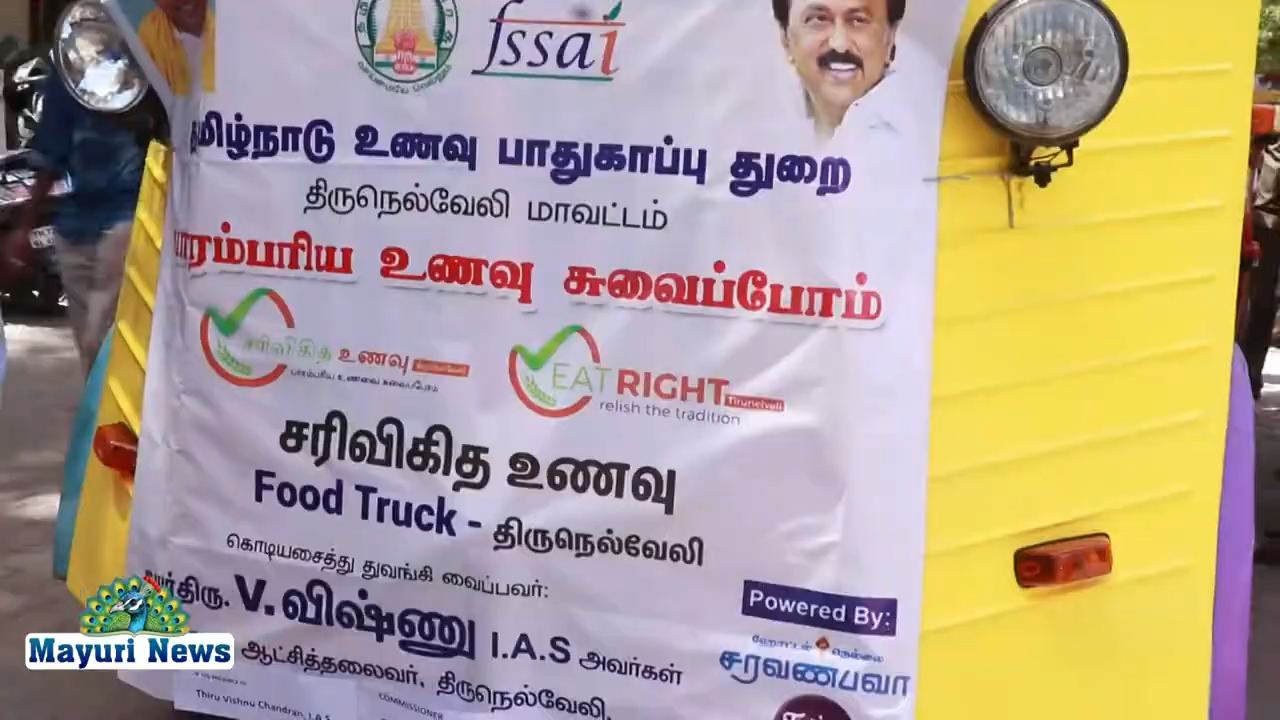 fssai
தமிழ்நாடு உணவு பாதுகாப்பு துறை
திருநெல்வேலி மாவட்டம்
பாரம்பரிய உணவு சுவைப்போம்
சரிவிகித உணவு
பாரம்பரிய உணவை சுவைப்போம்
EAT RIGHT Tirunelveli
relish the tradition
சரிவிகித உணவு
Food Truck - திருநெல்வேலி
கொடியசைத்து துவங்கி வைப்பவர்:
V. விஷ்ணு I.A.S அவர்கள்
ஆட்சித்தலைவர், திருநெல்வேலி.
Powered By:
ஹோட்டல் நெல்லை
சரவணபவா
Thiru Vishnu Chandran, I.A.S
COMMISSIONER
Mayuri News